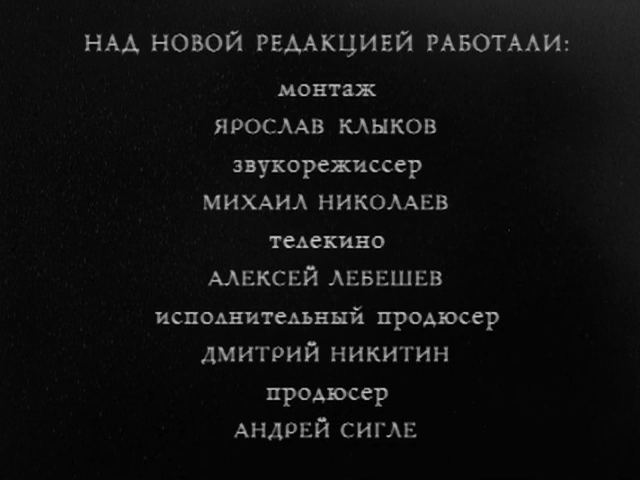 НАД НОВОЙ РЕДАКЦИЕЙ РАБОТАЛИ:
монтаж
ЯРОСЛАВ КЛЫКОВ
звукорежиссер
МИХАИЛ НИКОЛАЕВ
телекино
АЛЕКСЕЙ ЛЕБЕШЕВ
исполнительный продюсер
ДМИТРИЙ НИКИТИН
продюсер
АНДРЕЙ СИГЛЕ